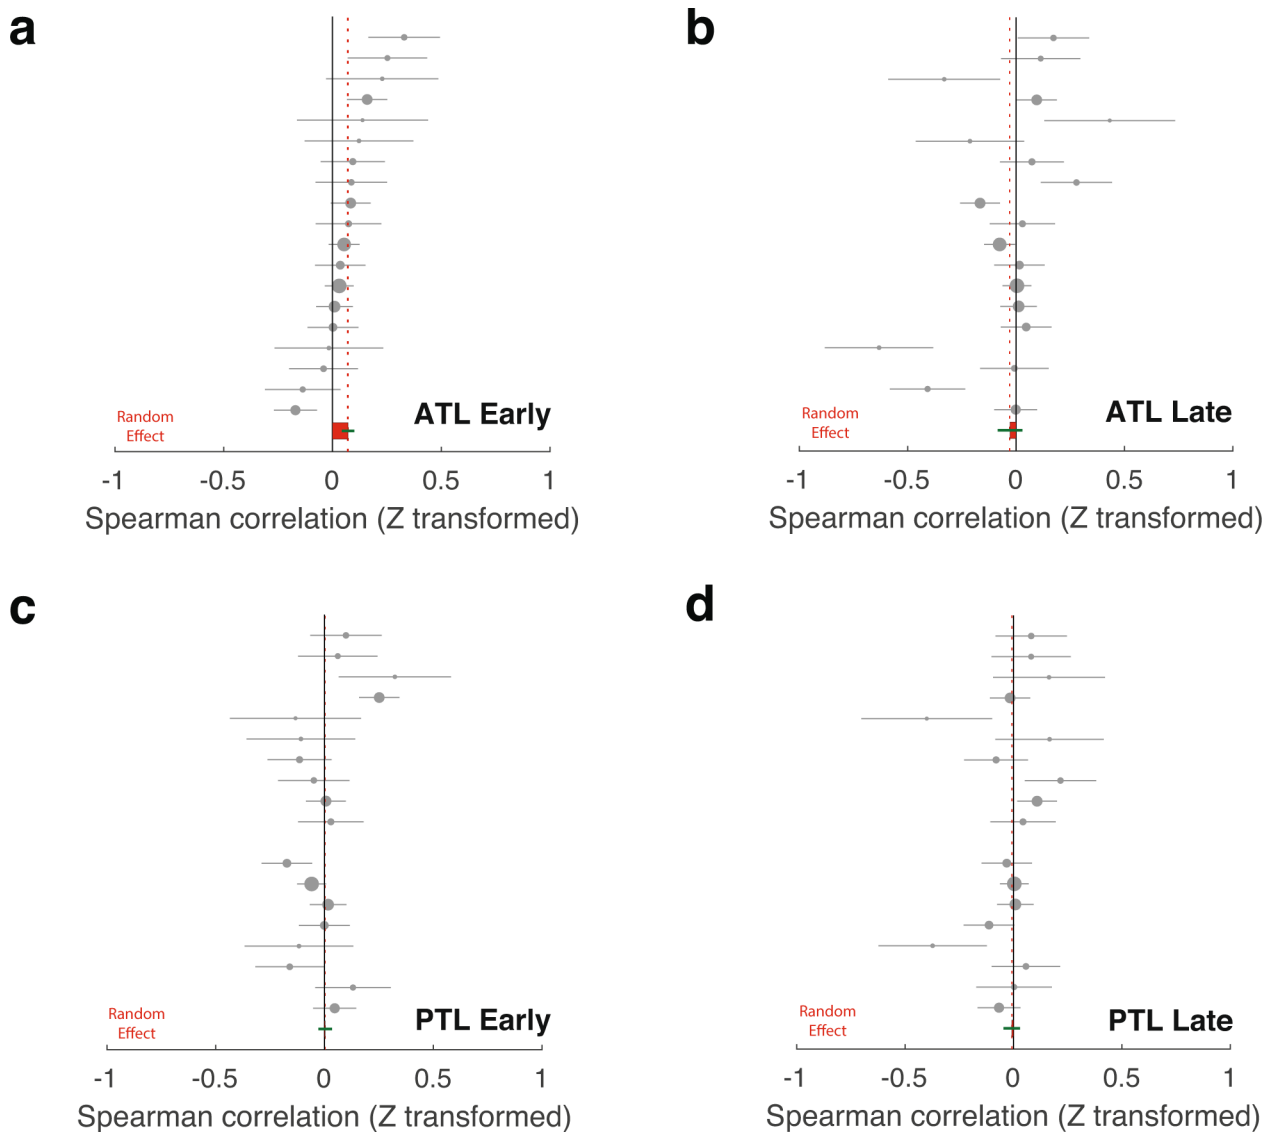 a
ATL Early
Random
Effect
-1 -0.5 0 0.5 1
Spearman correlation (Z transformed)
b
ATL Late
Random
Effect
-1 -0.5 0 0.5 1
Spearman correlation (Z transformed)
c
PTL Early
Random
Effect
-1 -0.5 0 0.5 1
Spearman correlation (Z transformed)
d
PTL Late
Random
Effect
-1 -0.5 0 0.5 1
Spearman correlation (Z transformed)